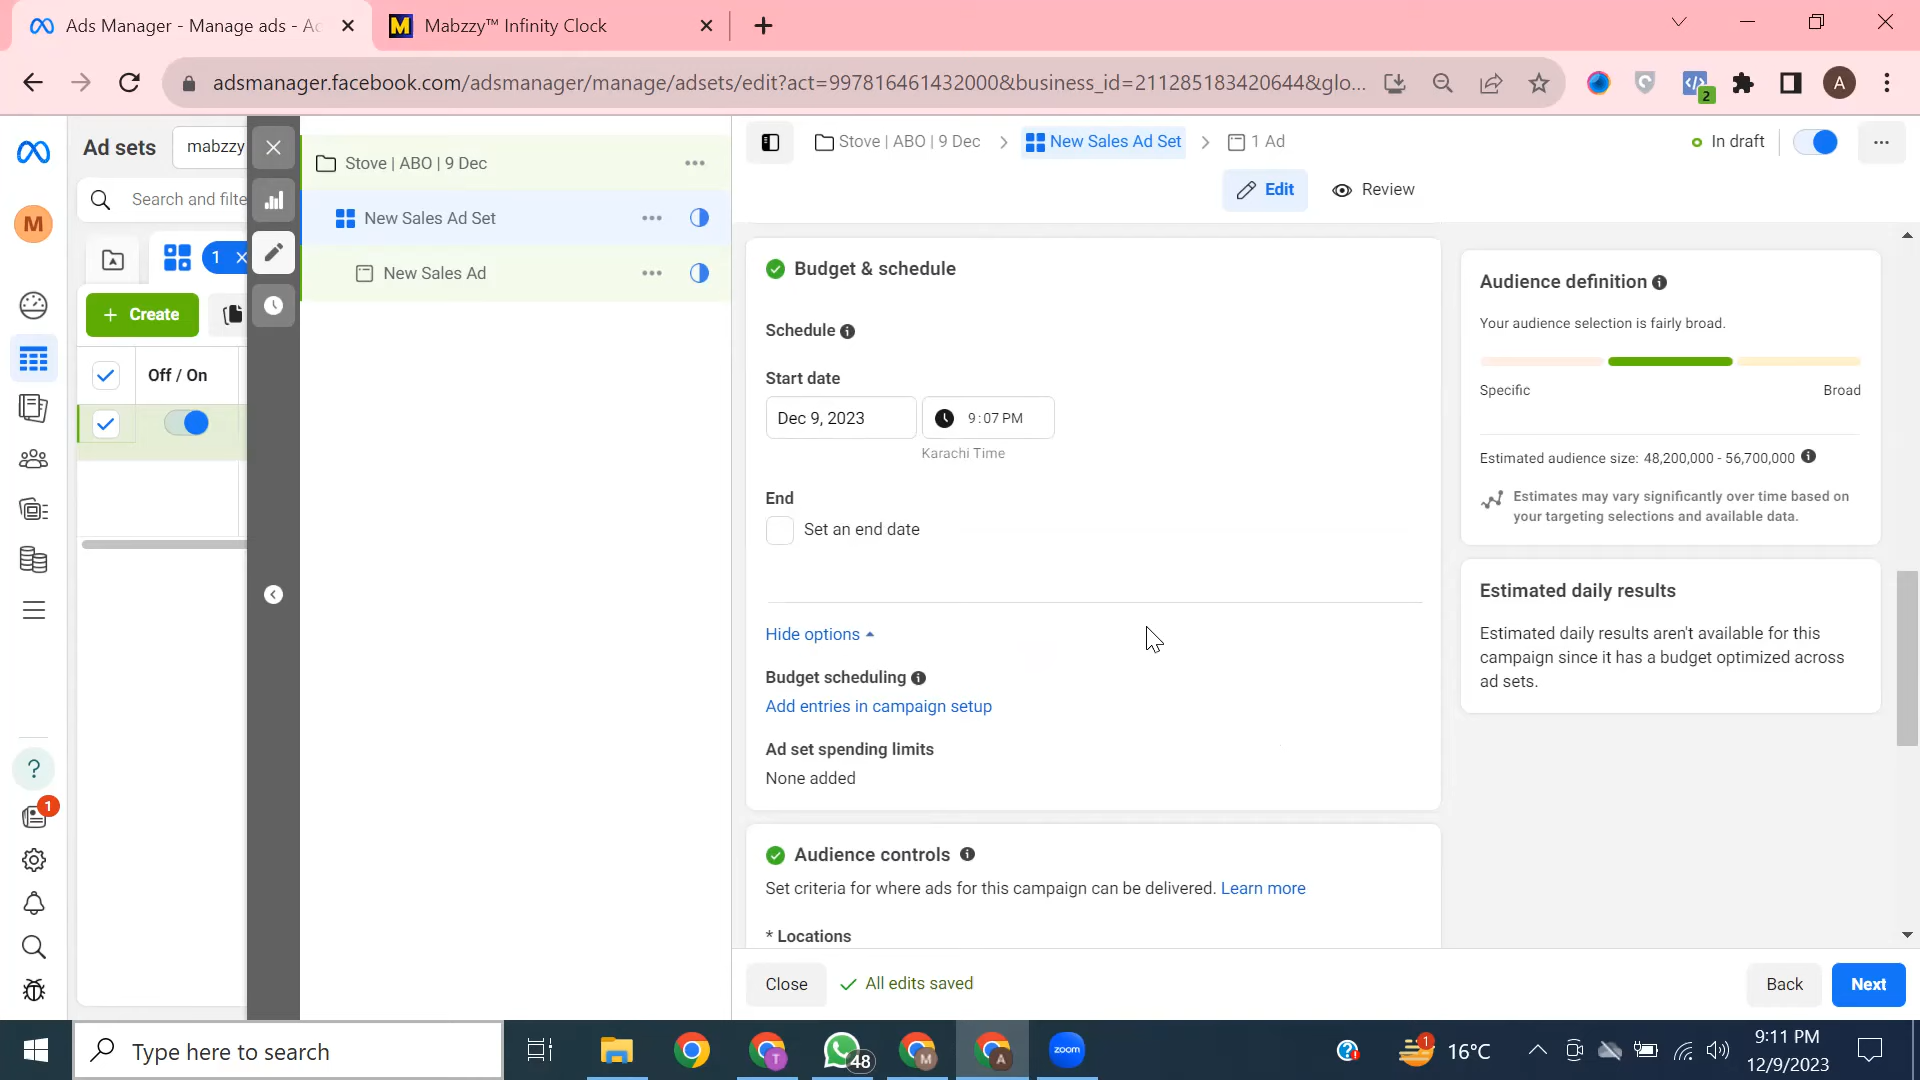 Ads Manager - Manage ads - Ac
Mabzzy™ Infinity Clock
adsmanager.facebook.com/adsmanager/manage/adsets/edit?act=997816461432000&business_id=211285183420644&glo...
2
A
Ad sets
mabzzy
Stove | ABO | 9 Dec
Stove | ABO | 9 Dec
New Sales Ad Set
1 Ad
In draft
Search and filte
Edit
Review
M
New Sales Ad Set
1
New Sales Ad
Create
Off / On
Budget & schedule
Schedule
Start date
Dec 9, 2023
9:07 PM
Karachi Time
End
Set an end date
Hide options
Budget scheduling
Add entries in campaign setup
Ad set spending limits
None added
Audience controls
Set criteria for where ads for this campaign can be delivered. Learn more
* Locations
Audience definition
Your audience selection is fairly broad.
Specific
Broad
Estimated audience size: 48,200,000 - 56,700,000
Estimates may vary significantly over time based on
your targeting selections and available data.
Estimated daily results
Estimated daily results aren't available for this
campaign since it has a budget optimized across
ad sets.
?
1
Close
All edits saved
Back
Next
Type here to search
T
48
M
A
zoom
1
16°C
9:11 PM
12/9/2023